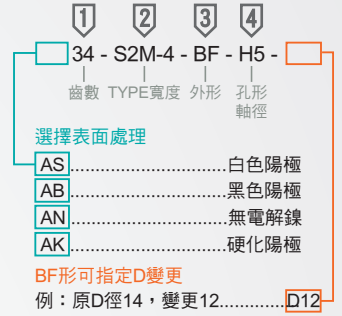 1 2 3 4
34 - S2M-4 - BF - H5 -
齒數 TYPE寬度 外形 孔形
軸徑
選擇表面處理
AS..............................白色陽極
AB..............................黑色陽極
AN..............................無電解鎳
AK..............................硬化陽極
BF形可指定D變更
例：原D徑14，變更12.............D12